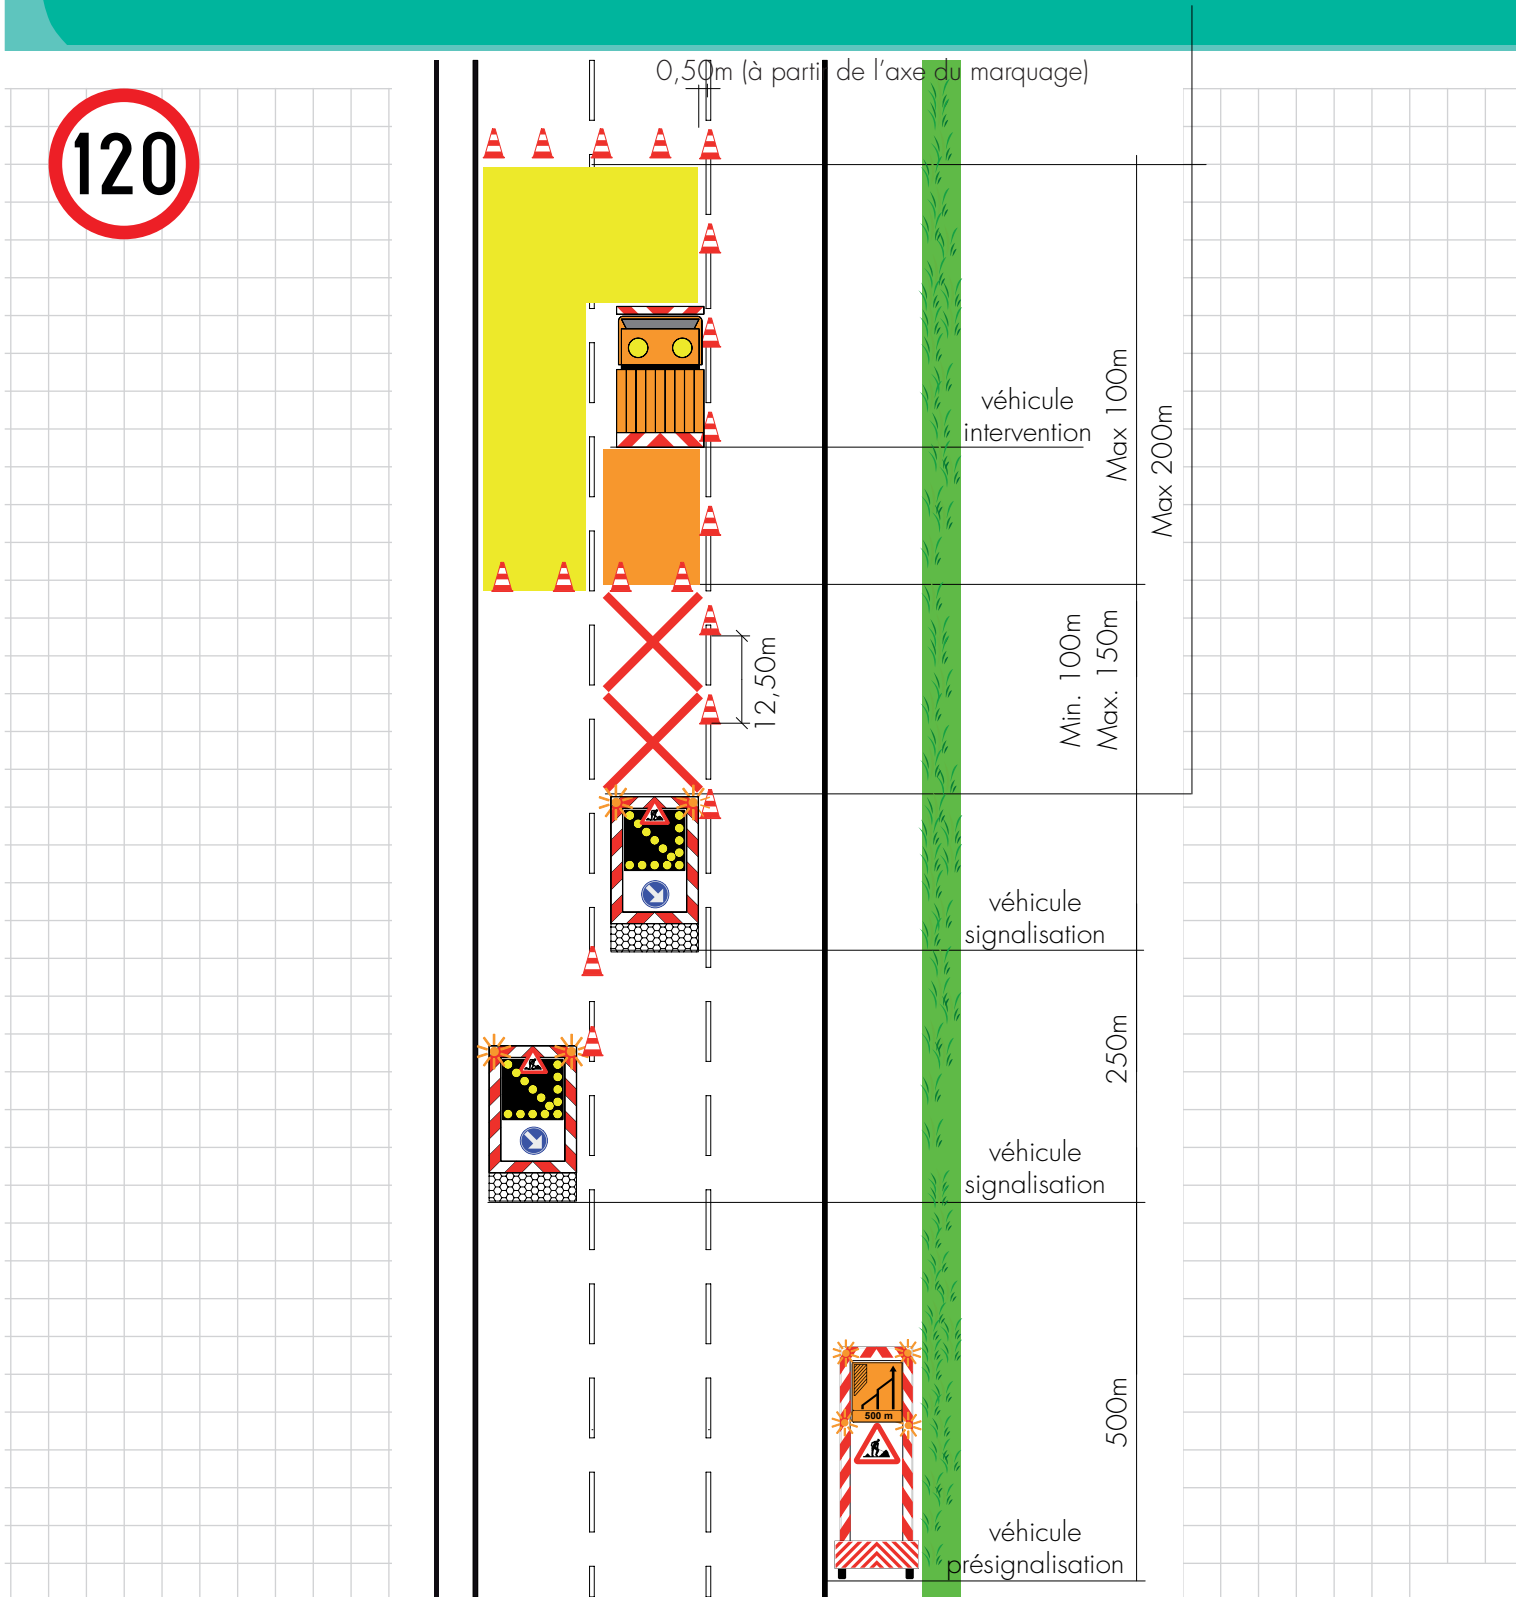 0,50m (à partir de l'axe du marquage)
120
véhicule
intervention
Max 100m
Max 200m
12,50m
Min. 100m
Max. 150m
véhicule
signalisation
250m
véhicule
signalisation
500 m
500m
véhicule
présignalisation